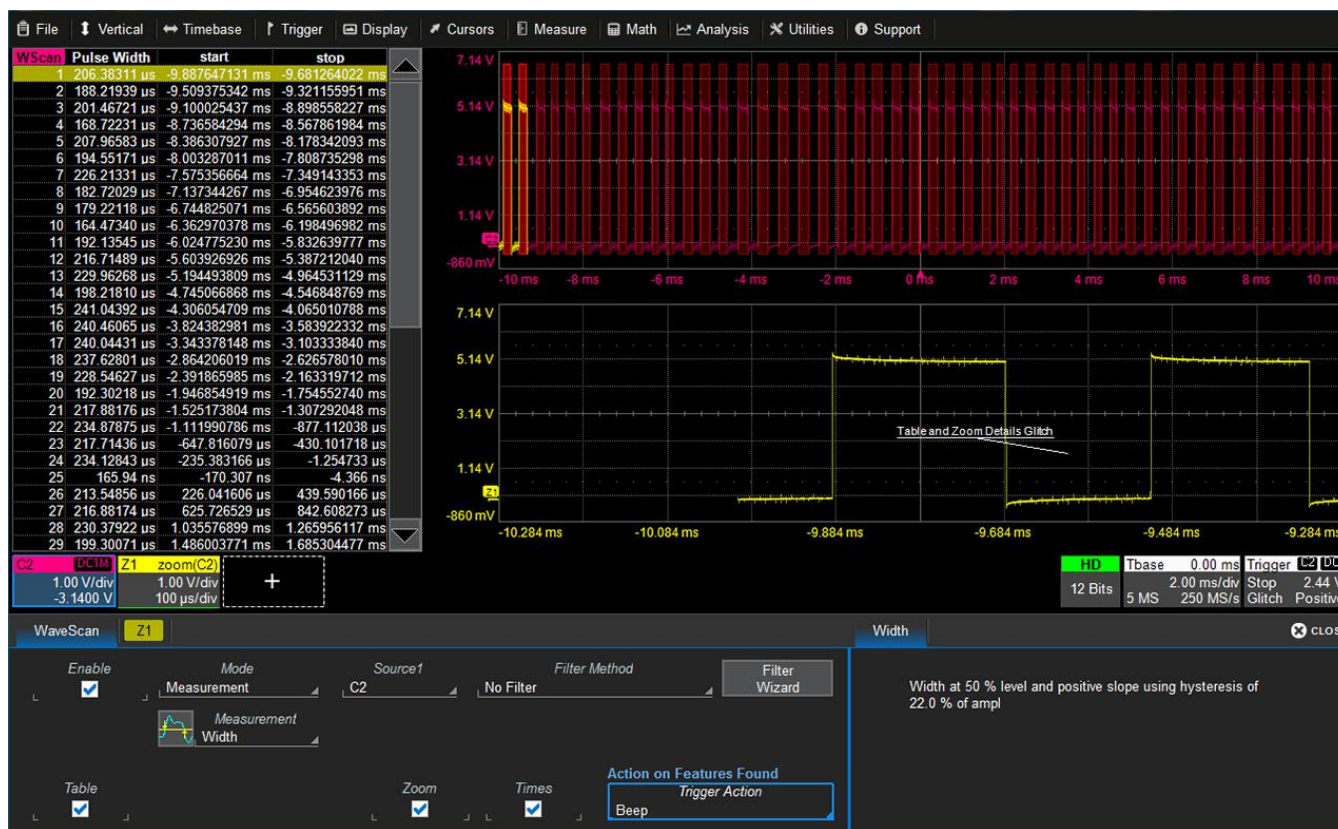 File Vertical Timebase Trigger Display Cursors Measure Math Analysis Utilities Support
WScan Pulse Width start stop
1 206.38311 µs -9.887647131 ms -9.681264022 ms
2 188.21939 µs -9.509375342 ms -9.321155951 ms
3 201.46721 µs -9.100025437 ms -8.898558227 ms
4 168.72231 µs -8.736584294 ms -8.567861984 ms
5 207.96583 µs -8.386307927 ms -8.178342093 ms
6 194.55171 µs -8.003287011 ms -7.808735298 ms
7 226.21331 µs -7.575356664 ms -7.349143353 ms
8 182.72029 µs -7.137344267 ms -6.954623976 ms
9 179.22118 µs -6.744825071 ms -6.565603892 ms
10 164.47340 µs -6.362970378 ms -6.198496982 ms
11 192.13545 µs -6.024775230 ms -5.832639777 ms
12 216.71489 µs -5.603926926 ms -5.387212040 ms
13 229.96268 µs -5.194493809 ms -4.964531129 ms
14 198.21810 µs -4.745066868 ms -4.546848769 ms
15 241.04392 µs -4.306054709 ms -4.065010788 ms
16 240.46065 µs -3.824382981 ms -3.583922332 ms
17 240.04431 µs -3.343378148 ms -3.103333840 ms
18 237.62801 µs -2.864206019 ms -2.626578010 ms
19 228.54627 µs -2.391865985 ms -2.163319712 ms
20 192.30218 µs -1.946854919 ms -1.754552740 ms
21 217.88176 µs -1.525173804 ms -1.307292048 ms
22 234.87875 µs -1.111990786 ms -877.112038 µs
23 217.71436 µs -647.816079 µs -430.101718 µs
24 234.12843 µs -235.383166 µs -1.254733 µs
25 165.94 ns -170.307 ns -4.366 ns
26 213.54856 µs 226.041606 µs 439.590166 µs
27 216.88174 µs 625.726529 µs 842.608273 µs
28 230.37922 µs 1.035576899 ms 1.265956117 ms
29 199.30071 µs 1.486003771 ms 1.685304477 ms
7.14 V
5.14 V
3.14 V
1.14 V
C2
-860 mV
-10 ms -8 ms -6 ms -4 ms -2 ms 0 ms 2 ms 4 ms 6 ms 8 ms 10 ms
7.14 V
5.14 V
3.14 V
Table and Zoom Details Glitch
1.14 V
Z1
-860 mV
-10.284 ms -10.084 ms -9.884 ms -9.684 ms -9.484 ms -9.284 ms
C2 DC1M Z1 zoom(C2)
1.00 V/div 1.00 V/div
-3.1400 V 100 µs/div
+
HD Tbase 0.00 ms Trigger C2 DC
12 Bits 2.00 ms/div Stop 2.44 V
5 MS 250 MS/s Glitch Positive
WaveScan Z1 Width CLOS
Enable Mode Source1 Filter Method Filter Wizard
Measurement C2 No Filter
Measurement
Width
Width at 50 % level and positive slope using hysteresis of
22.0 % of ampl
Action on Features Found
Table Zoom Times Trigger Action
Beep